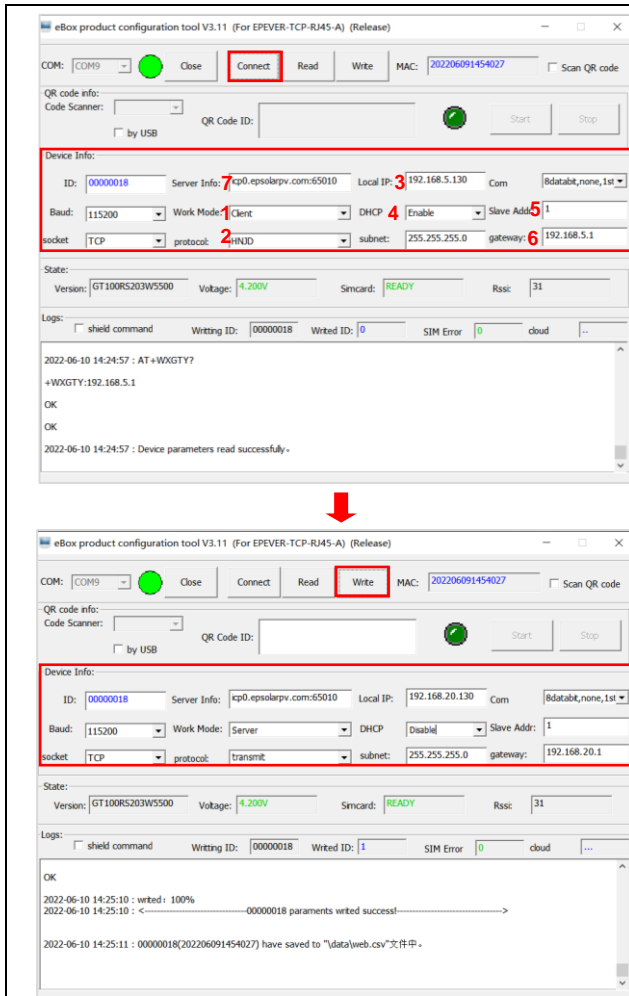 eBox product configuration tool V3.11 (For EPEVER-TCP-RJ45-A) (Release)
COM: COM9 Close Connect Read Write MAC: 202206091454027 Scan QR code
QR code info:
Code Scanner:
by USB QR Code ID: Start Stop
Device Info:
ID: 00000018 Server Info: 7 icp0.epsolarpv.com:65010 Local IP: 3 192.168.5.130 Com 8databit,none,1st
Baud: 115200 Work Mode: 1 Client DHCP 4 Enable Slave Addr: 5 1
socket TCP protocol: 2 HNJD subnet: 255.255.255.0 gateway: 6 192.168.5.1
State:
Version: GT100RS203W5500 Voltage: 4.200V Simcard: READY Rssi: 31
Logs:
shield command Writting ID: 00000018 Writed ID: 0 SIM Error 0 cloud ..
2022-06-10 14:24:57 : AT+WXGTY?
+WXGTY:192.168.5.1
OK
OK
2022-06-10 14:24:57 : Device parameters read successfully。
eBox product configuration tool V3.11 (For EPEVER-TCP-RJ45-A) (Release)
COM: COM9 Close Connect Read Write MAC: 202206091454027 Scan QR code
QR code info:
Code Scanner:
by USB QR Code ID: Start Stop
Device Info:
ID: 00000018 Server Info: icp0.epsolarpv.com:65010 Local IP: 192.168.20.130 Com 8databit,none,1st
Baud: 115200 Work Mode: Server DHCP Disable Slave Addr: 1
socket TCP protocol: transmit subnet: 255.255.255.0 gateway: 192.168.20.1
State:
Version: GT100RS203W5500 Voltage: 4.200V Simcard: READY Rssi: 31
Logs:
shield command Writting ID: 00000018 Writed ID: 1 SIM Error 0 cloud ...
OK
2022-06-10 14:25:10 : writed: 100%
2022-06-10 14:25:10 : <-----------------------------------00000018 paraments writed success!----------------------------------->
2022-06-10 14:25:11 : 00000018(202206091454027) have saved to "\data\web.csv"文件中。